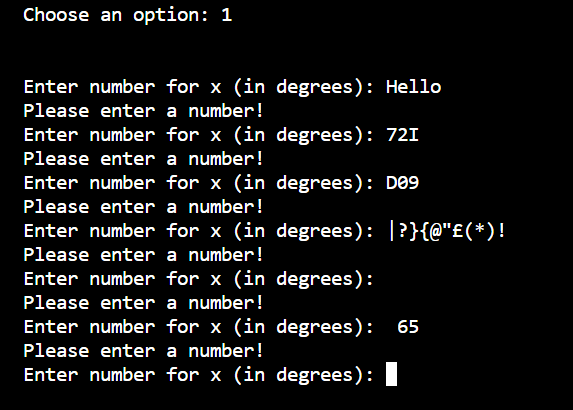 Choose an option: 1
Enter number for x (in degrees): Hello
Please enter a number!
Enter number for x (in degrees): 72I
Please enter a number!
Enter number for x (in degrees): D09
Please enter a number!
Enter number for x (in degrees): |?}{@"£(*)!
Please enter a number!
Enter number for x (in degrees):
Please enter a number!
Enter number for x (in degrees):  65
Please enter a number!
Enter number for x (in degrees):